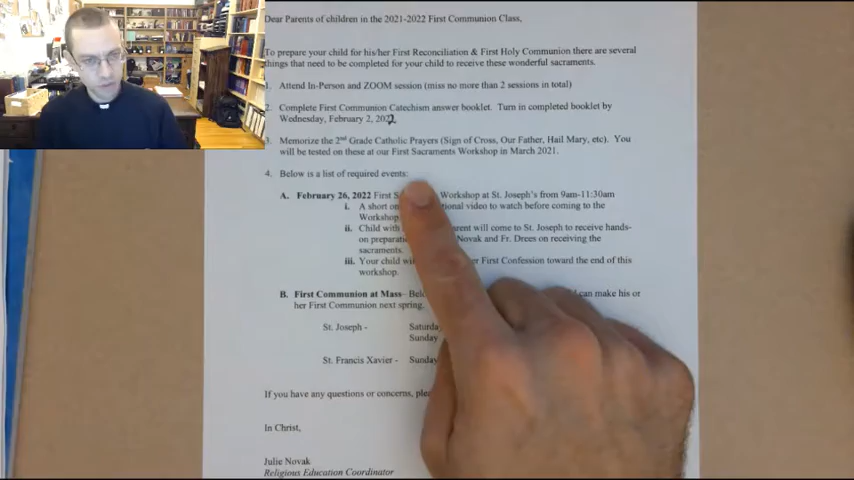 Dear Parents of children in the 2021-2022 First Communion Class,
To prepare your child for his/her First Reconciliation & First Holy Communion there are several
things that need to be completed for your child to receive these wonderful sacraments.
1. Attend In-Person and ZOOM session (miss no more than 2 sessions in total)
2. Complete First Communion Catechism answer booklet. Turn in completed booklet by
Wednesday, February 2, 2022
3. Memorize the 2nd Grade Catholic Prayers (Sign of Cross, Our Father, Hail Mary, etc). You
will be tested on these at our First Sacraments Workshop in March 2021.
4. Below is a list of required events:
A. February 26, 2022 First Workshop at St. Joseph's from 9am-11:30am
i. A short video to watch before coming to the
Workshop
ii. Child with will come to St. Joseph to receive hands-
on Novak and Fr. Drees on receiving the
sacraments.
iii. Your child First Confession toward the end of this
workshop.
B. First Communion at Mass- can make his or
her First Communion next spring.
St. Joseph -
Sunday
St. Francis Xavier - Sunday
If you have any questions or concerns,
In Christ,
Julie Novak
Religious Education Coordinator